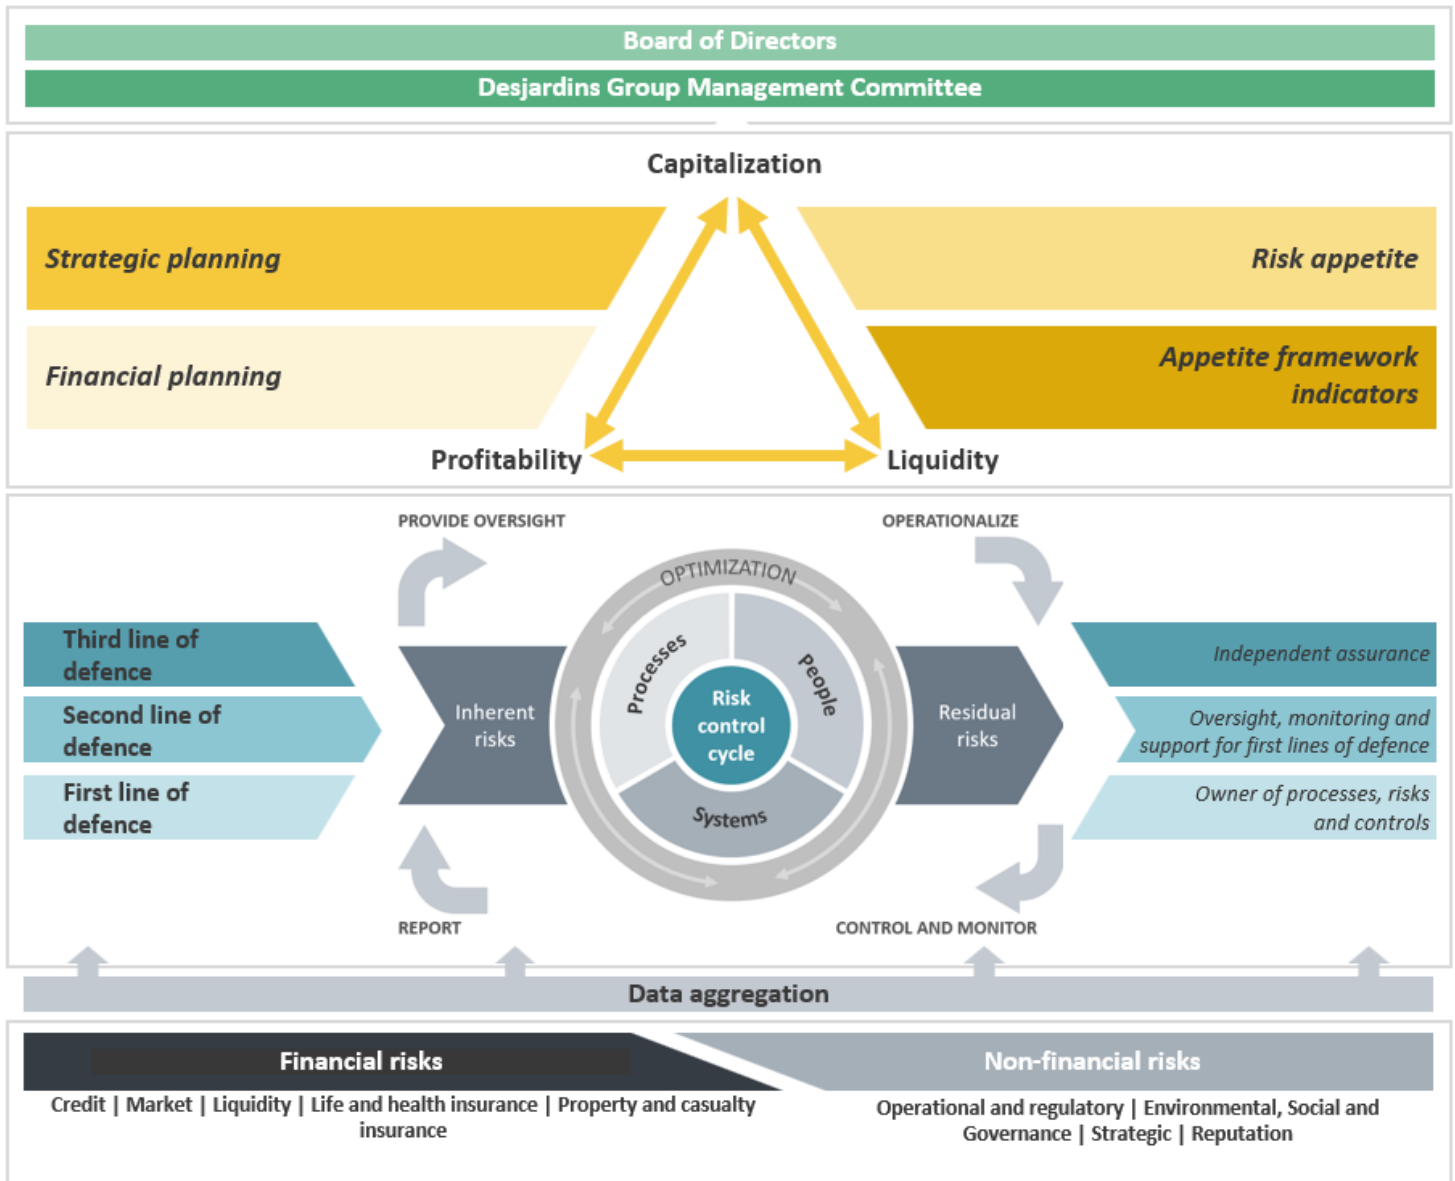 Board of Directors
Desjardins Group Management Committee
Capitalization
Strategic planning
Risk appetite
Financial planning
Appetite framework
indicators
Profitability
Liquidity
PROVIDE OVERSIGHT
OPERATIONALIZE
OPTIMIZATION
Third line of
defence
Second line of
defence
First line of
defence
Inherent
risks
Processes
People
Systems
Risk
control
cycle
Residual
risks
Independent assurance
Oversight, monitoring and
support for first lines of defence
Owner of processes, risks
and controls
REPORT
CONTROL AND MONITOR
Data aggregation
Financial risks
Non-financial risks
Credit | Market | Liquidity | Life and health insurance | Property and casualty
insurance
Operational and regulatory | Environmental, Social and
Governance | Strategic | Reputation